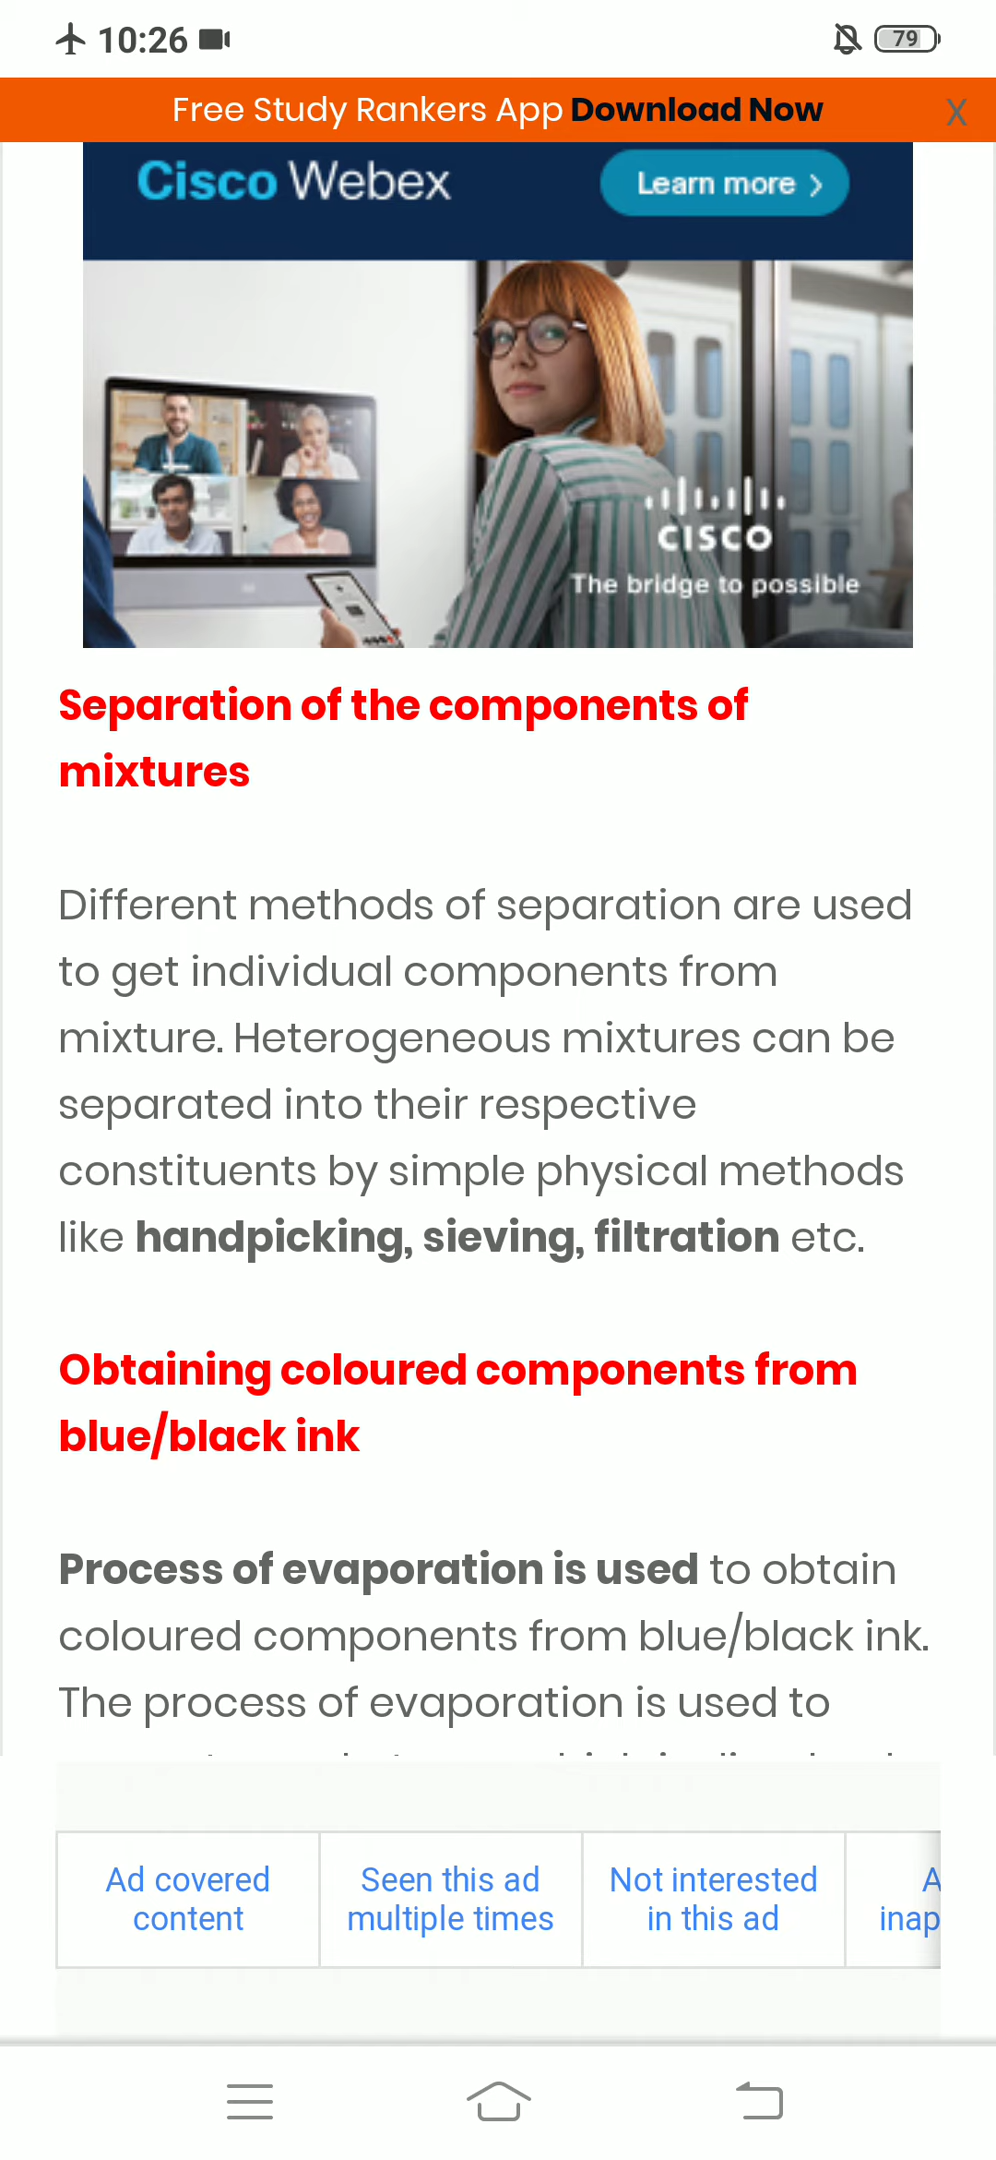 10:26
79
Free Study Rankers App Download Now
X
Cisco Webex
Learn more
CISCO
The bridge to possible
Separation of the components of
mixtures
Different methods of separation are used
to get individual components from
mixture. Heterogeneous mixtures can be
separated into their respective
constituents by simple physical methods
like handpicking, sieving, filtration etc.
Obtaining coloured components from
blue/black ink
Process of evaporation is used to obtain
coloured components from blue/black ink.
The process of evaporation is used to
Ad covered
content
Seen this ad
multiple times
Not interested
in this ad
A
inap